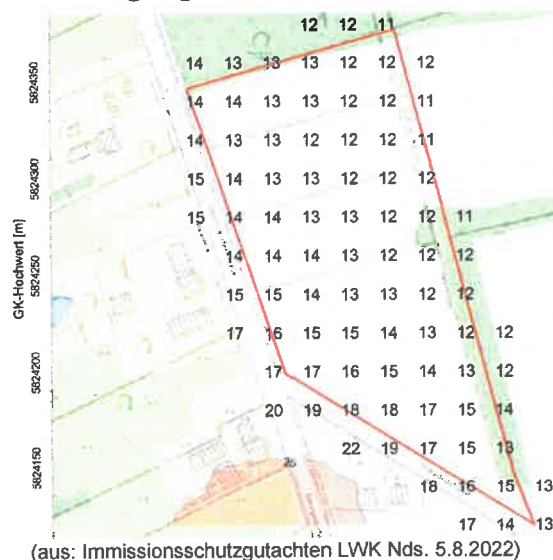 12 12 11
14 13 13 13 12 12 12
5824350
14 14 13 13 12 12 11
14 13 13 12 12 12 11
5824300
15 14 13 13 12 12 12
15 14 14 13 13 12 12 11
GK-Hochwert [m]
5824250
14 14 14 13 12 12 12
15 15 14 13 13 12 12
17 16 15 15 14 13 12 12
5824200
17 17 16 15 14 13 12
20 19 18 18 17 15 14
5824150
22 19 17 15 13
18 16 15 13
17 14 13
(aus: Immissionsschutzgutachten LWK Nds. 5.8.2022)